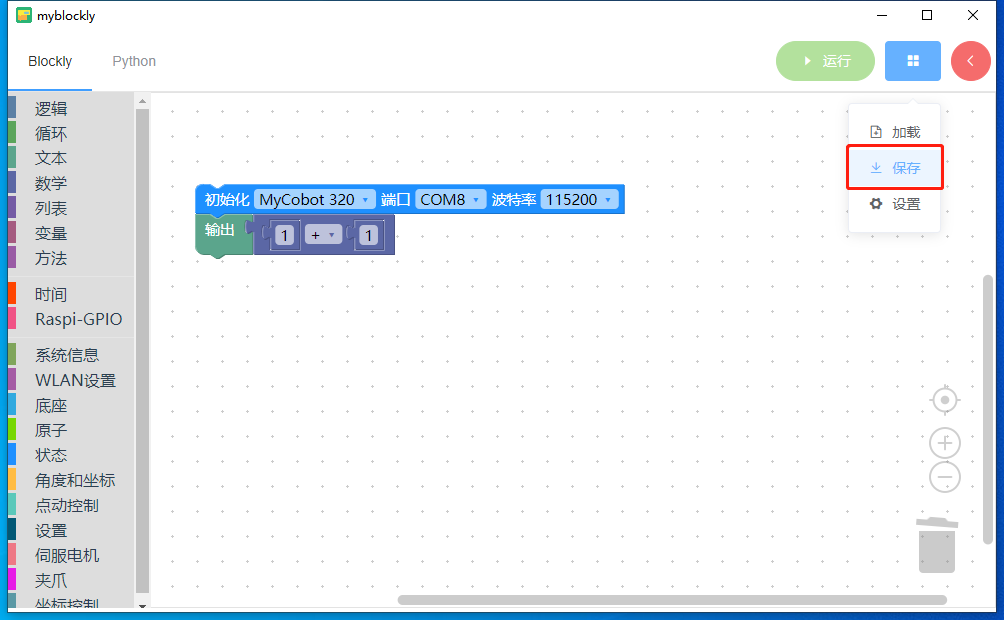 myblockly
Blockly Python 运行
逻辑
循环
文本
数学
列表
变量
方法
时间
Raspi-GPIO
系统信息
WLAN设置
底座
原子
状态
角度和坐标
点动控制
设置
伺服电机
夹爪
坐标控制
初始化 MyCobot 320 端口 COM8 波特率 115200
输出 1 + 1
加载
保存
设置